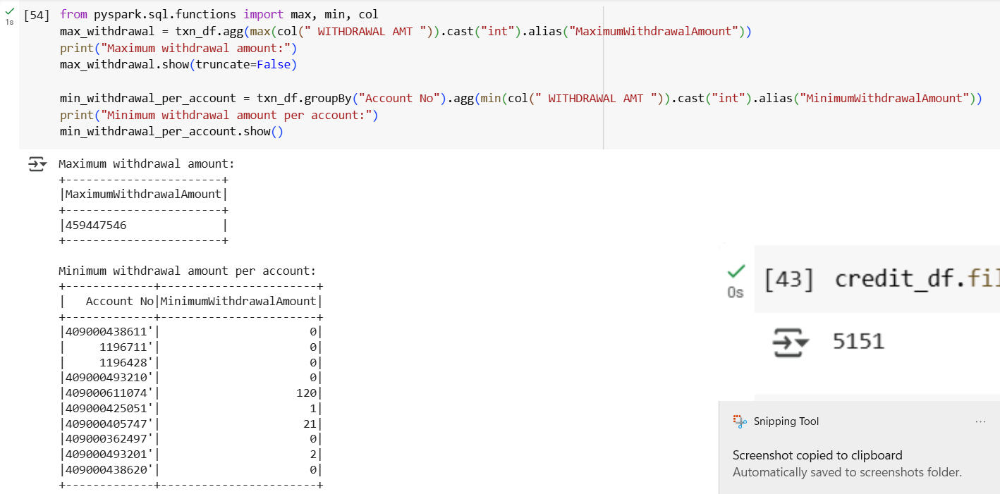 [54] from pyspark.sql.functions import max, min, col
1s
max_withdrawal = txn_df.agg(max(col(" WITHDRAWAL AMT ")).cast("int").alias("MaximumWithdrawalAmount"))
print("Maximum withdrawal amount:")
max_withdrawal.show(truncate=False)
min_withdrawal_per_account = txn_df.groupBy("Account No").agg(min(col(" WITHDRAWAL AMT ")).cast("int").alias("MinimumWithdrawalAmount"))
print("Minimum withdrawal amount per account:")
min_withdrawal_per_account.show()
Maximum withdrawal amount:
+-----------------------+
|MaximumWithdrawalAmount|
+-----------------------+
|459447546              |
+-----------------------+
Minimum withdrawal amount per account:
+-------------+-----------------------+
|   Account No|MinimumWithdrawalAmount|
+-------------+-----------------------+
|409000438611'|                      0|
|     1196711'|                      0|
|     1196428'|                      0|
|409000493210'|                      0|
|409000611074'|                    120|
|409000425051'|                      1|
|409000405747'|                     21|
|409000362497'|                      0|
|409000493201'|                      2|
|409000438620'|                      0|
+-------------+-----------------------+
[43] credit_df.fil
0s
5151
Snipping Tool ...
Screenshot copied to clipboard
Automatically saved to screenshots folder.